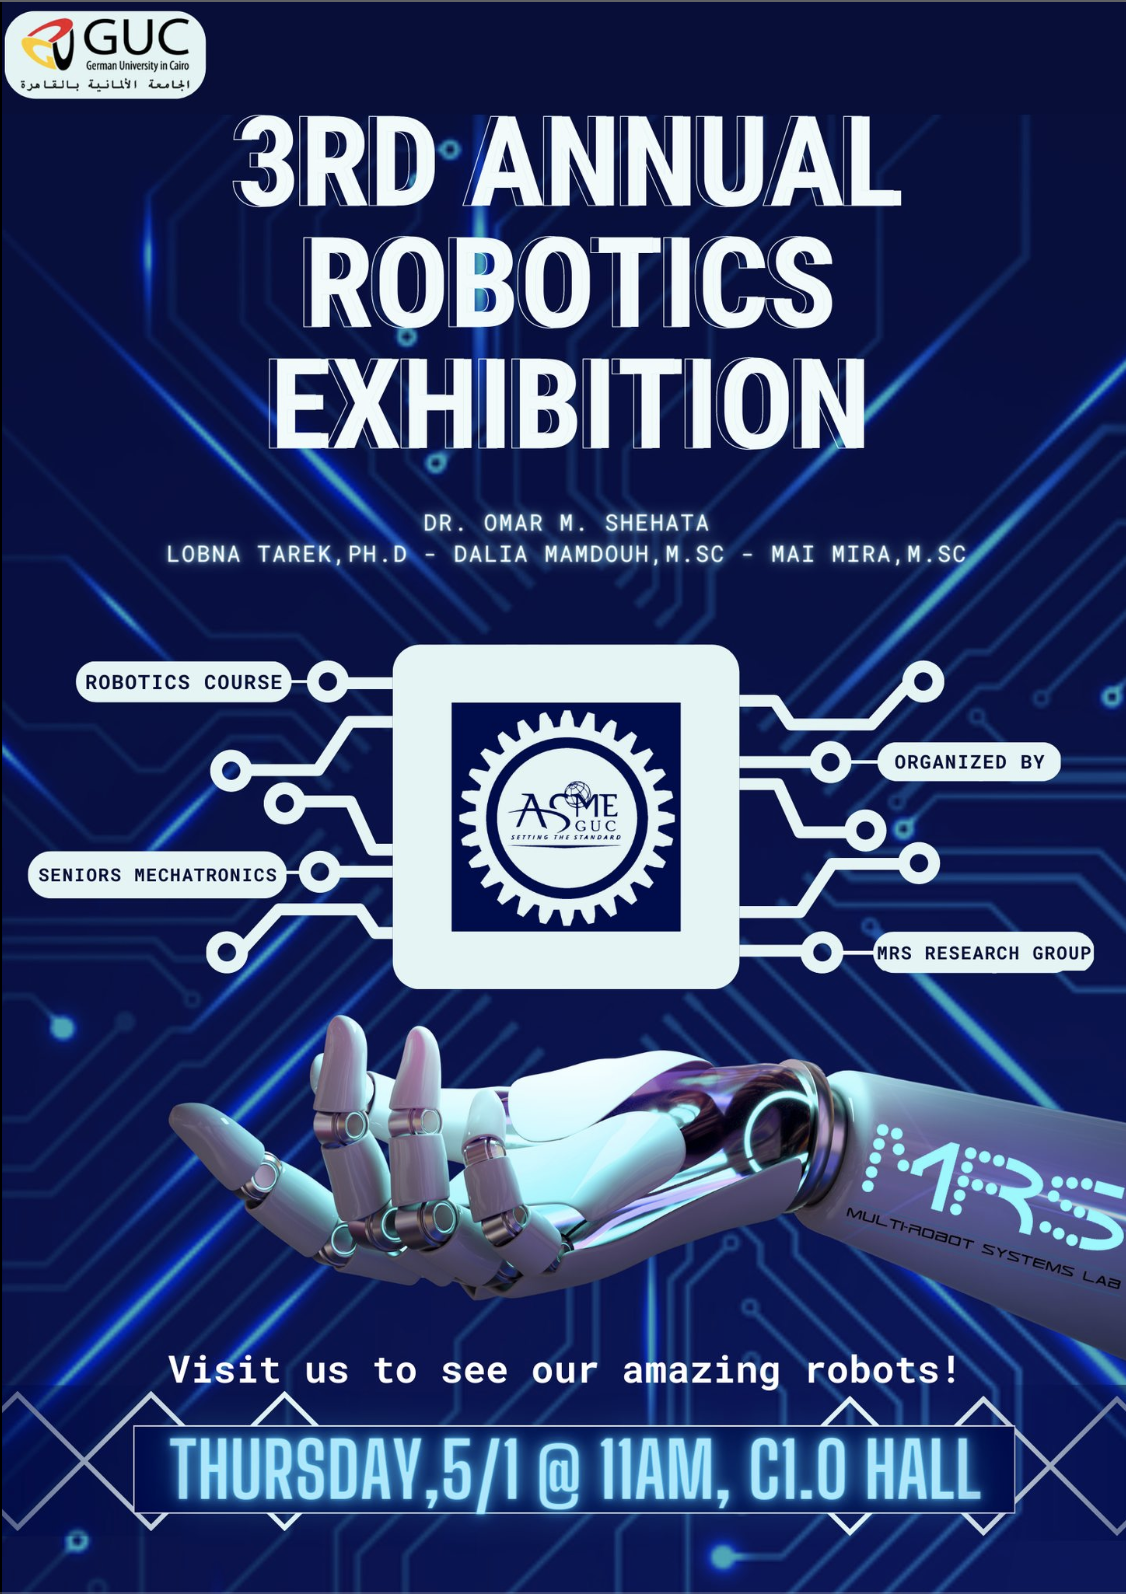 GUC
German University in Cairo
الجامعة الألمانية بالقاهرة
3RD ANNUAL
ROBOTICS
EXHIBITION
DR. OMAR M. SHEHATA
LOBNA TAREK,PH.D - DALIA MAMDOUH,M.SC - MAI MIRA,M.SC
ROBOTICS COURSE
ORGANIZED BY
ASME
GUC
SETTING THE STANDARD
SENIORS MECHATRONICS
MRS RESEARCH GROUP
MRS
MULTI-ROBOT SYSTEMS LAB
Visit us to see our amazing robots!
THURSDAY,5/1 @ 11AM, C1.0 HALL